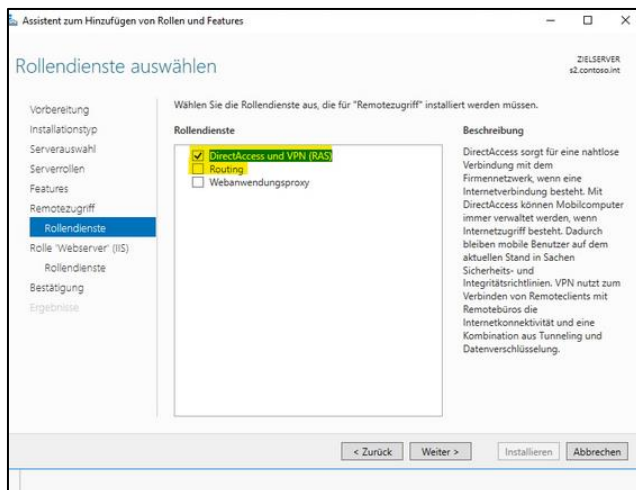 Assistent zum Hinzufügen von Rollen und Features
Rollendienste auswählen
ZIELSERVER
s2.contoso.int
Vorbereitung
Installationstyp
Serverauswahl
Serverrollen
Features
Remotezugriff
Rollendienste
Rolle "Webserver" (IIS)
Rollendienste
Bestätigung
Ergebnisse
Wählen Sie die Rollendienste aus, die für "Remotezugriff" installiert werden müssen.
Rollendienste
DirectAccess und VPN (RAS)
Routing
Webanwendungsproxy
Beschreibung
DirectAccess sorgt für eine nahtlose
Verbindung mit dem
Firmennetzwerk, wenn eine
Internetverbindung besteht. Mit
DirectAccess können Mobilcomputer
immer verwaltet werden, wenn
Internetzugriff besteht. Dadurch
bleiben mobile Benutzer auf dem
aktuellen Stand in Sachen
Sicherheits- und
Integritätsrichtlinien. VPN nutzt zum
Verbinden von Remoteclients mit
Remotebüros die
Internetkonnektivität und eine
Kombination aus Tunneling und
Datenverschlüsselung.
< Zurück
Weiter >
Installieren
Abbrechen